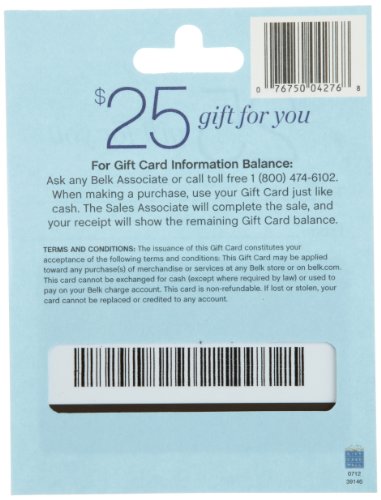 0 76750 04276 8
$25 gift for you
For Gift Card Information Balance:
Ask any Belk Associate or call toll free 1 (800) 474-6102.
When making a purchase, use your Gift Card just like
cash. The Sales Associate will complete the sale, and
your receipt will show the remaining Gift Card balance.
TERMS AND CONDITIONS: The issuance of this Gift Card constitutes your
acceptance of the following terms and conditions: This Gift Card may be applied
toward any purchase(s) of merchandise or services at any Belk store or on belk.com.
This card cannot be exchanged for cash (except where required by law) or used to
pay on your Belk charge account. This card is non-refundable. If lost or stolen, your
card cannot be replaced or credited to any account.
0712
39146